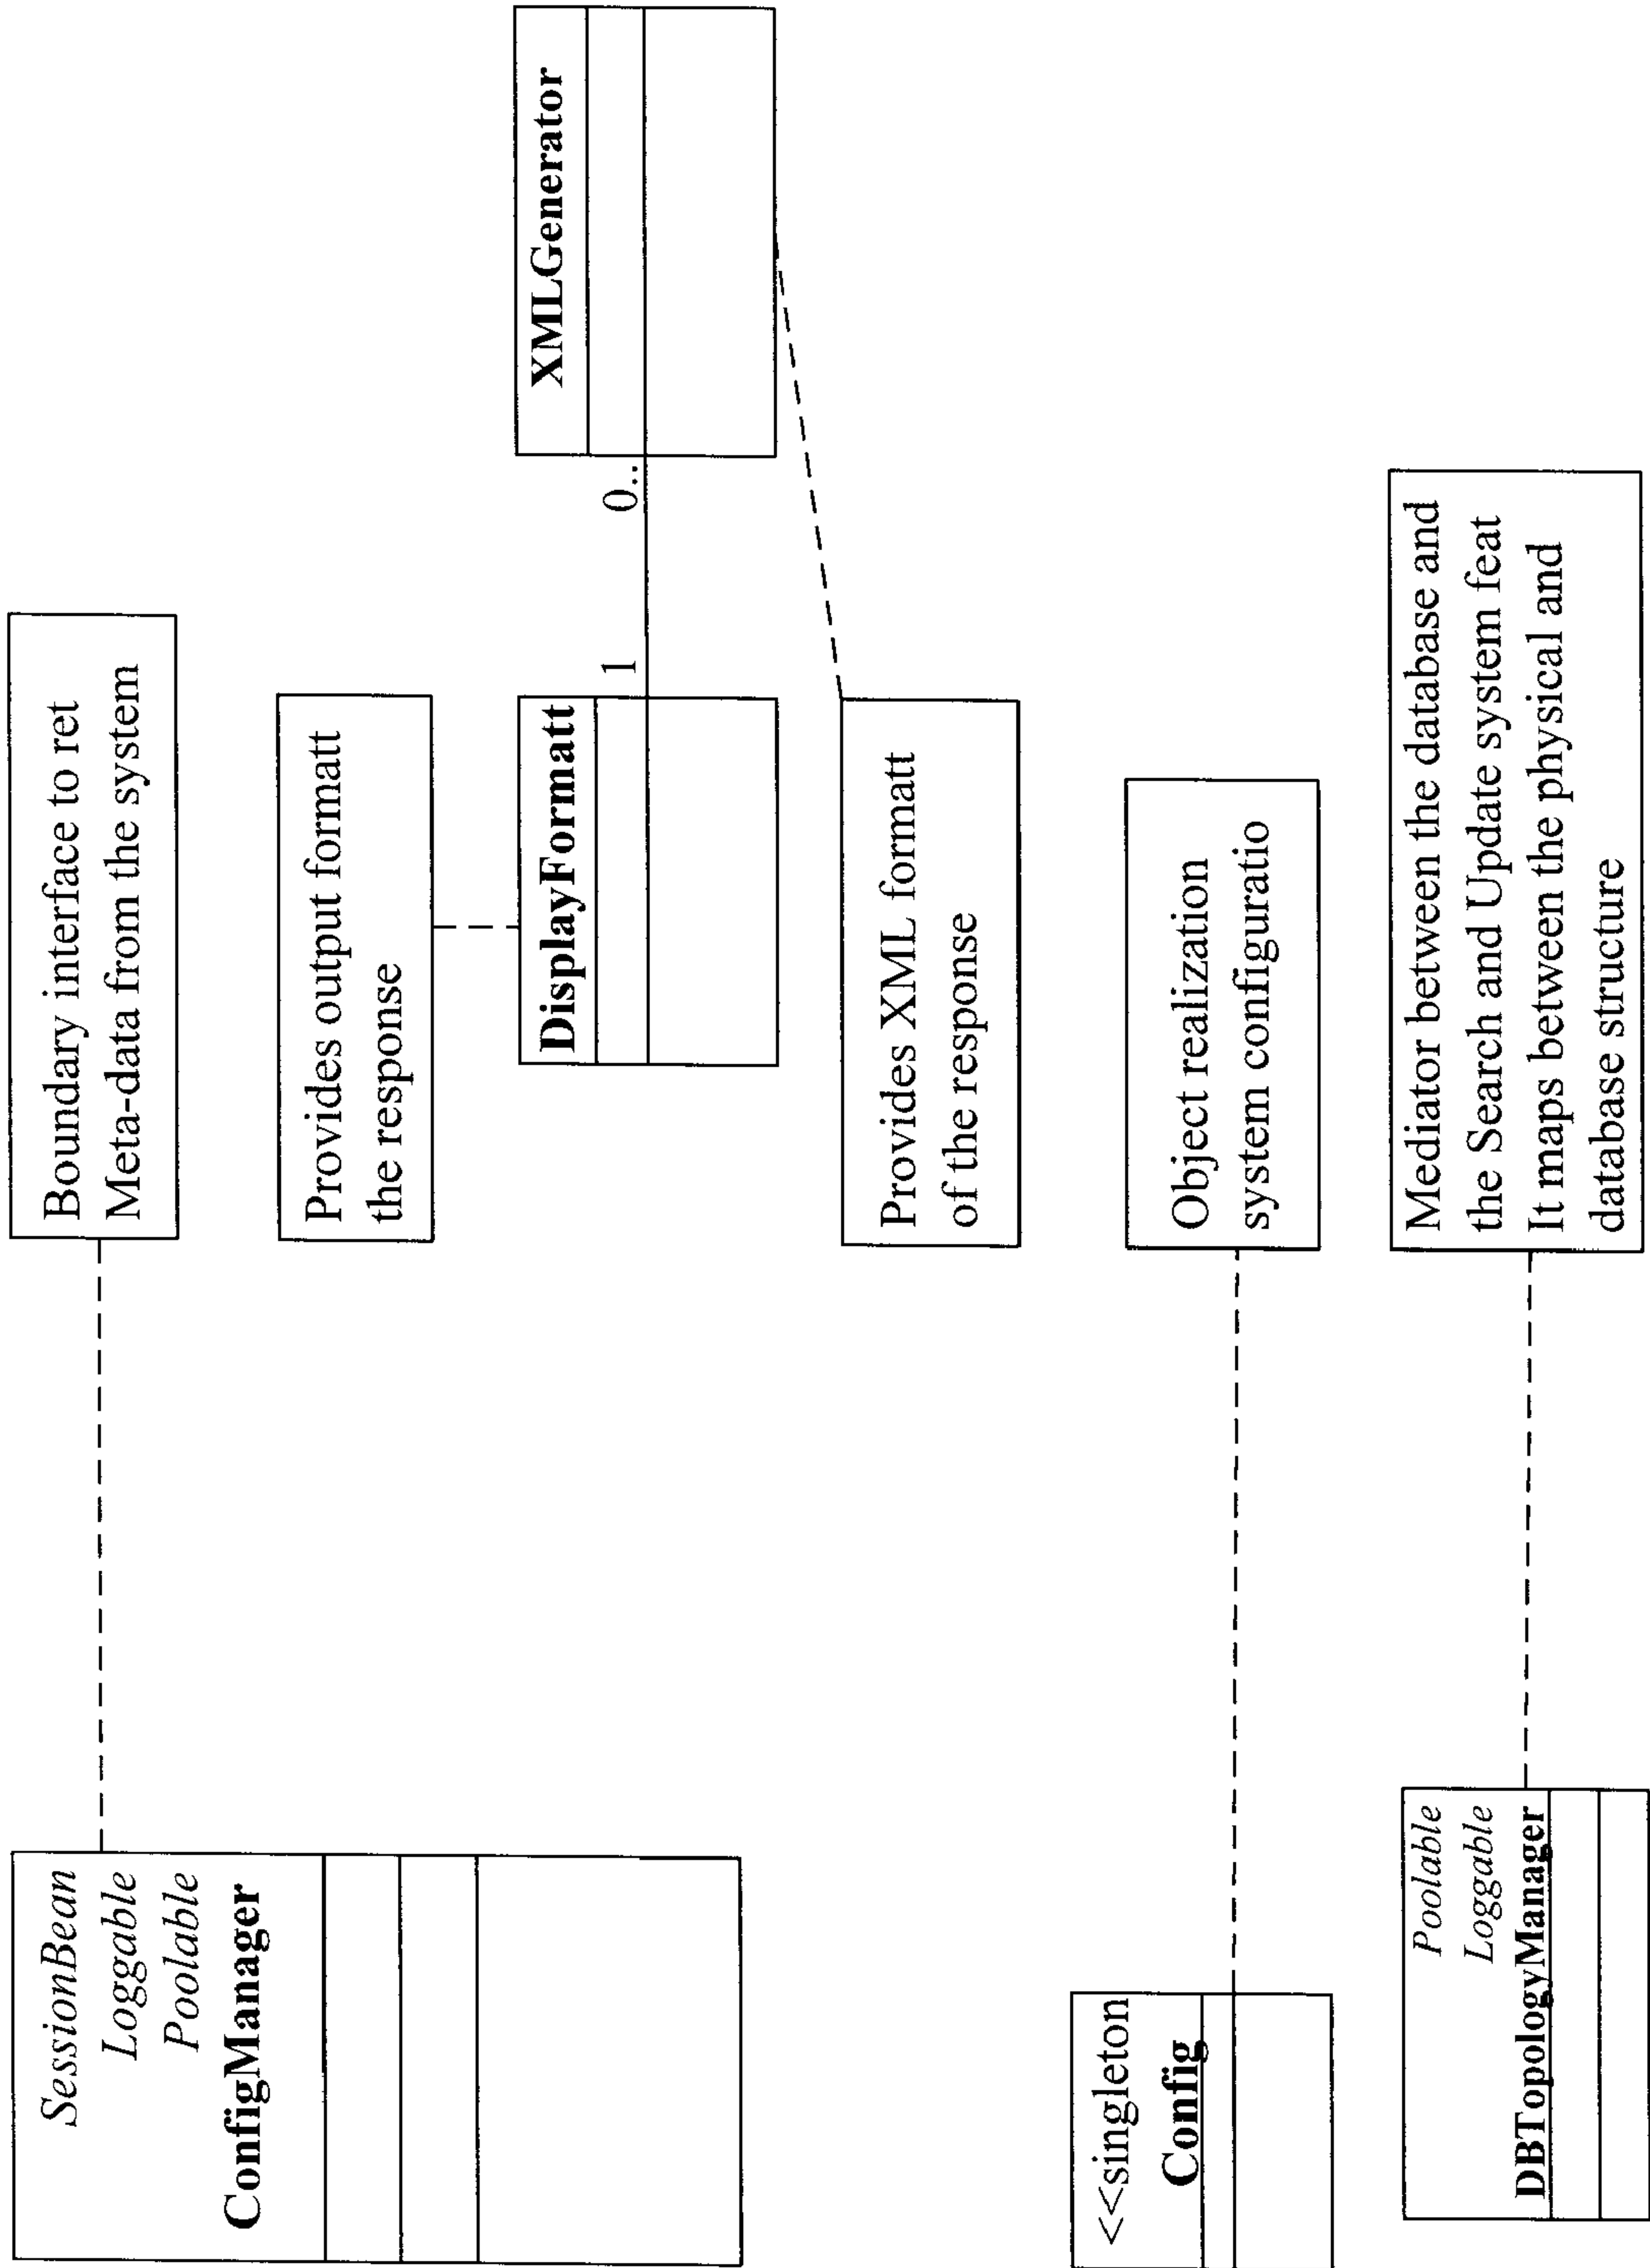 SessionBean
Loggable
Poolable
ConfigManager
Boundary interface to ret
Meta-data from the system
Provides output formatt
the response
DisplayFormatt
1
0..
XMLGenerator
Provides XML formatt
of the response
<<singleton
Config
Object realization
system configuratio
Poolable
Loggable
DBTopologyManager
Mediator between the database and
the Search and Update system feat
It maps between the physical and
database structure